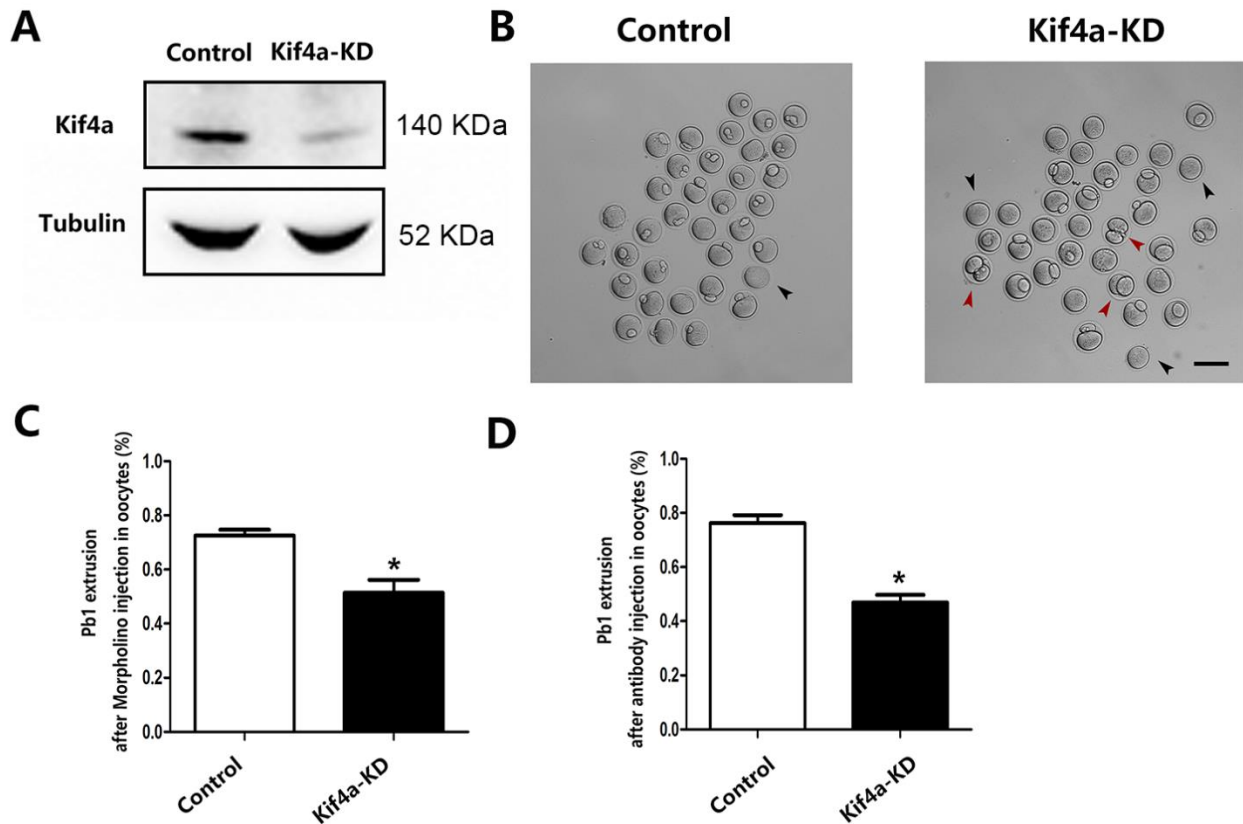 A
Control Kif4a-KD
Kif4a
140 KDa
Tubulin
52 KDa
B
Control
Kif4a-KD
C
Pb1 extrusion
after Morpholino injection in oocytes (%)
1.0
0.8
0.6
0.4
0.2
0.0
*
Control
Kif4a-KD
D
Pb1 extrusion
after antibody injection in oocytes (%)
1.0
0.8
0.6
0.4
0.2
0.0
*
Control
Kif4a-KD